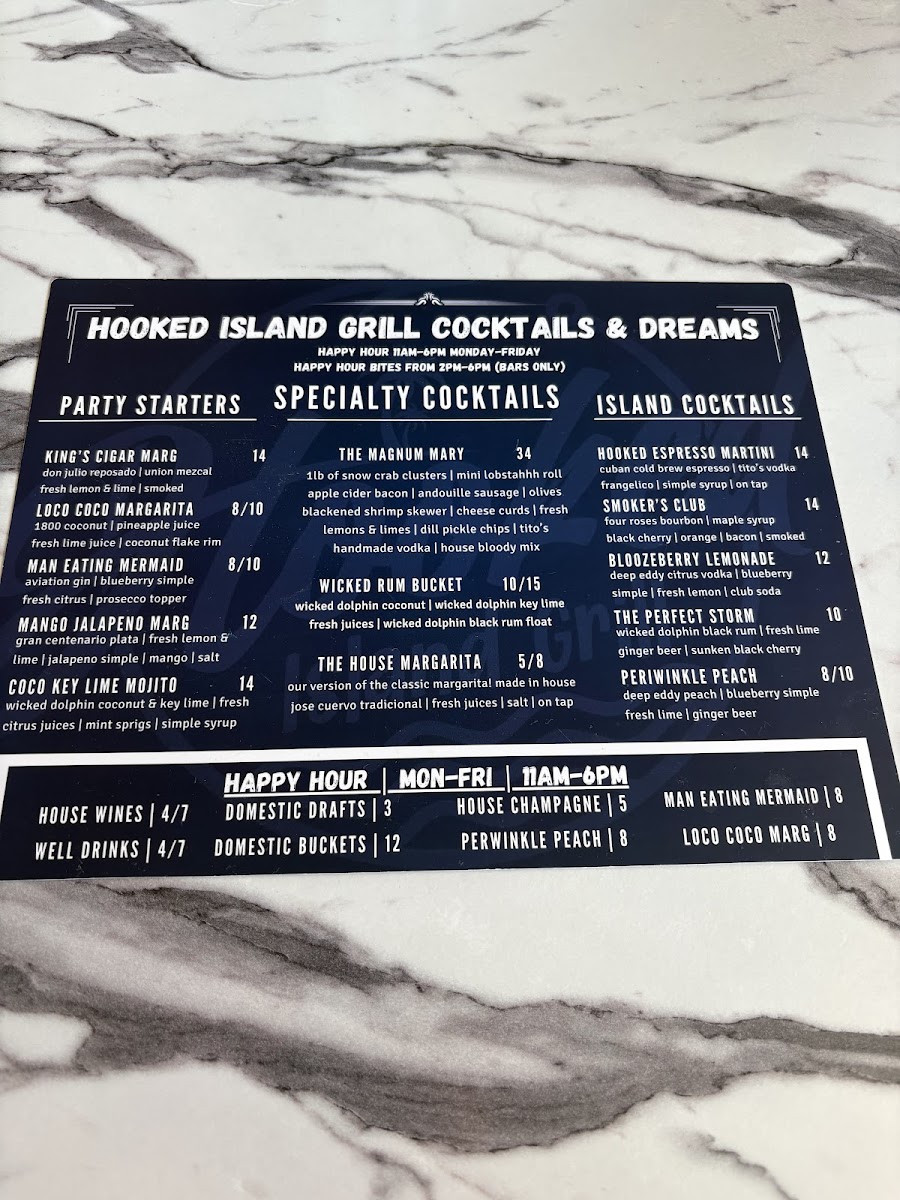 HOOKED ISLAND GRILL COCKTAILS & DREAMS
HAPPY HOUR 11AM-6PM MONDAY-FRIDAY
HAPPY HOUR BITES FROM 2PM-6PM (BARS ONLY)
PARTY STARTERS
KING'S CIGAR MARG 14
don julio reposado | union mezcal
fresh lemon & lime | smoked
LOCO COCO MARGARITA 8/10
1800 coconut | pineapple juice
fresh lime juice | coconut flake rim
MAN EATING MERMAID 8/10
aviation gin | blueberry simple
fresh citrus | prosecco topper
MANGO JALAPENO MARG 12
gran centenario plata | fresh lemon &
lime | jalapeno simple | mango | salt
COCO KEY LIME MOJITO 14
wicked dolphin coconut & key lime | fresh
citrus juices | mint sprigs | simple syrup
SPECIALTY COCKTAILS
THE MAGNUM MARY 34
1lb of snow crab clusters | mini lobstahhh roll
apple cider bacon | andouille sausage | olives
blackened shrimp skewer | cheese curds | fresh
lemons & limes | dill pickle chips | tito's
handmade vodka | house bloody mix
WICKED RUM BUCKET 10/15
wicked dolphin coconut | wicked dolphin key lime
fresh juices | wicked dolphin black rum float
THE HOUSE MARGARITA 5/8
our version of the classic margarita! made in house
jose cuervo tradicional | fresh juices | salt | on tap
ISLAND COCKTAILS
HOOKED ESPRESSO MARTINI 14
cuban cold brew espresso | tito's vodka
frangelico | simple syrup | on tap
SMOKER'S CLUB 14
four roses bourbon | maple syrup
black cherry | orange | bacon | smoked
BLOOZEBERRY LEMONADE 12
deep eddy citrus vodka | blueberry
simple | fresh lemon | club soda
THE PERFECT STORM 10
wicked dolphin black rum | fresh lime
ginger beer | sunken black cherry
PERIWINKLE PEACH 8/10
deep eddy peach | blueberry simple
fresh lime | ginger beer
Hooked
Island Grill
HAPPY HOUR | MON-FRI | 11AM-6PM
HOUSE WINES | 4/7 DOMESTIC DRAFTS | 3 HOUSE CHAMPAGNE | 5 MAN EATING MERMAID | 8
WELL DRINKS | 4/7 DOMESTIC BUCKETS | 12 PERWINKLE PEACH | 8 LOCO COCO MARG | 8